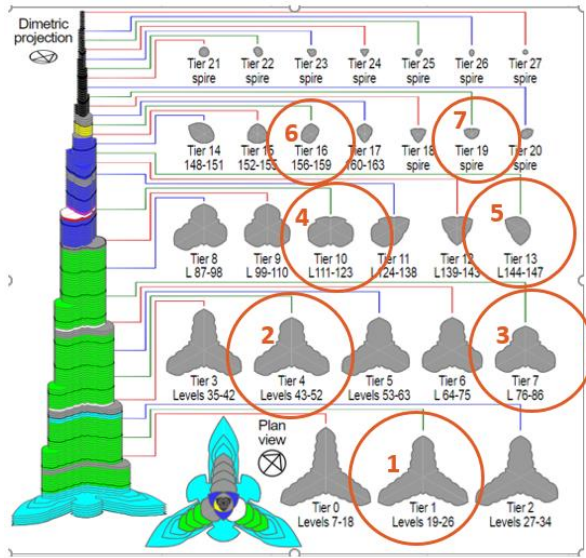 Dimetric
projection
Tier 21
spire
Tier 22
spire
Tier 23
spire
Tier 24
spire
Tier 25
spire
Tier 26
spire
Tier 27
spire
6
7
Tier 14
148-151
Tier 15
152-155
Tier 16
156-159
Tier 17
160-163
Tier 18
spire
Tier 19
spire
Tier 20
spire
4
5
Tier 8
L 87-98
Tier 9
L 99-110
Tier 10
L111-123
Tier 11
L124-138
Tier 12
L139-143
Tier 13
L144-147
2
3
Tier 3
Levels 35-42
Tier 4
Levels 43-52
Tier 5
Levels 53-63
Tier 6
L 64-75
Tier 7
L 76-86
Plan
view
1
Tier 0
Levels 7-18
Tier 1
Levels 19-26
Tier 2
Levels 27-34